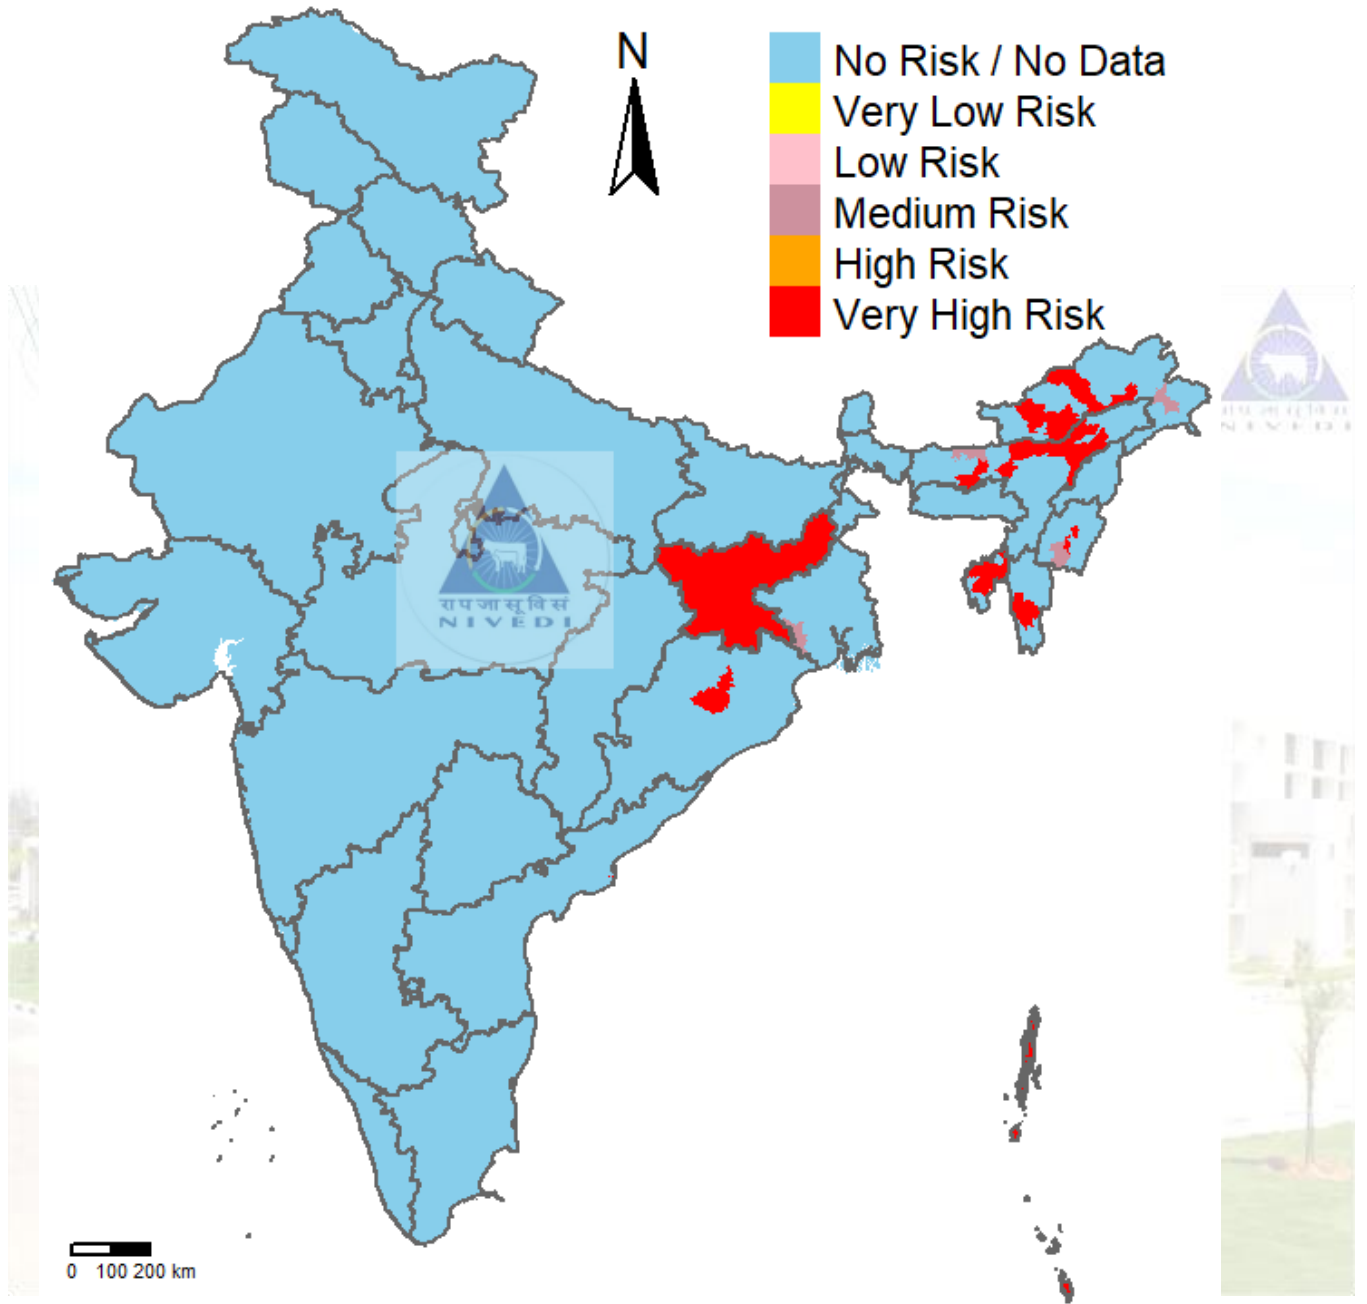 N
No Risk / No Data
Very Low Risk
Low Risk
Medium Risk
High Risk
Very High Risk
रा प जा सू वि सं
NIVEDI
NIVEDI
0 100 200 km